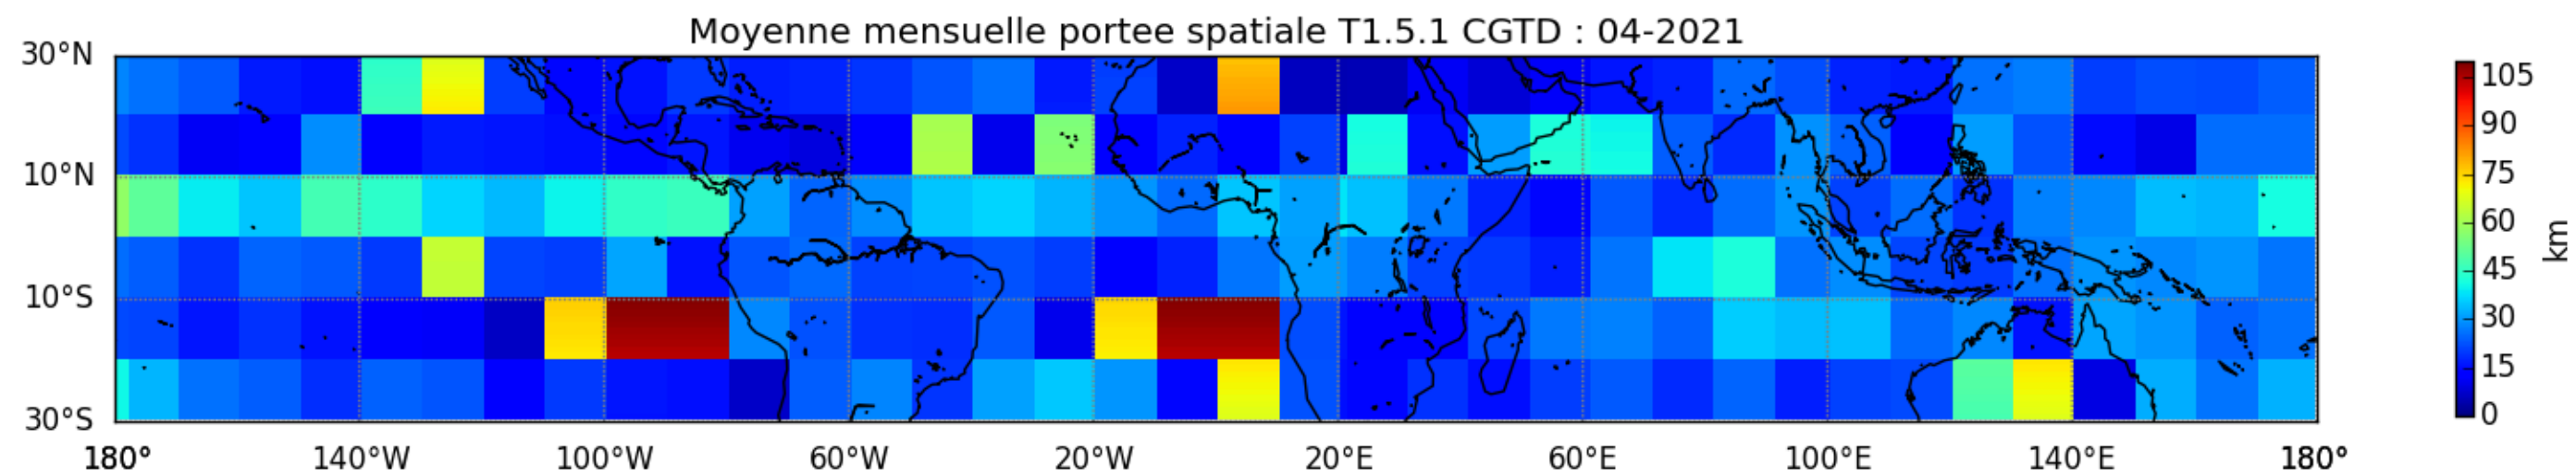 Moyenne mensuelle portee spatiale T1.5.1 CGTD : 04-2021
30°N
10°N
10°S
30°S
180° 140°W 100°W 60°W 20°W 20°E 60°E 100°E 140°E 180°
105
90
75
60
45
30
15
0
km